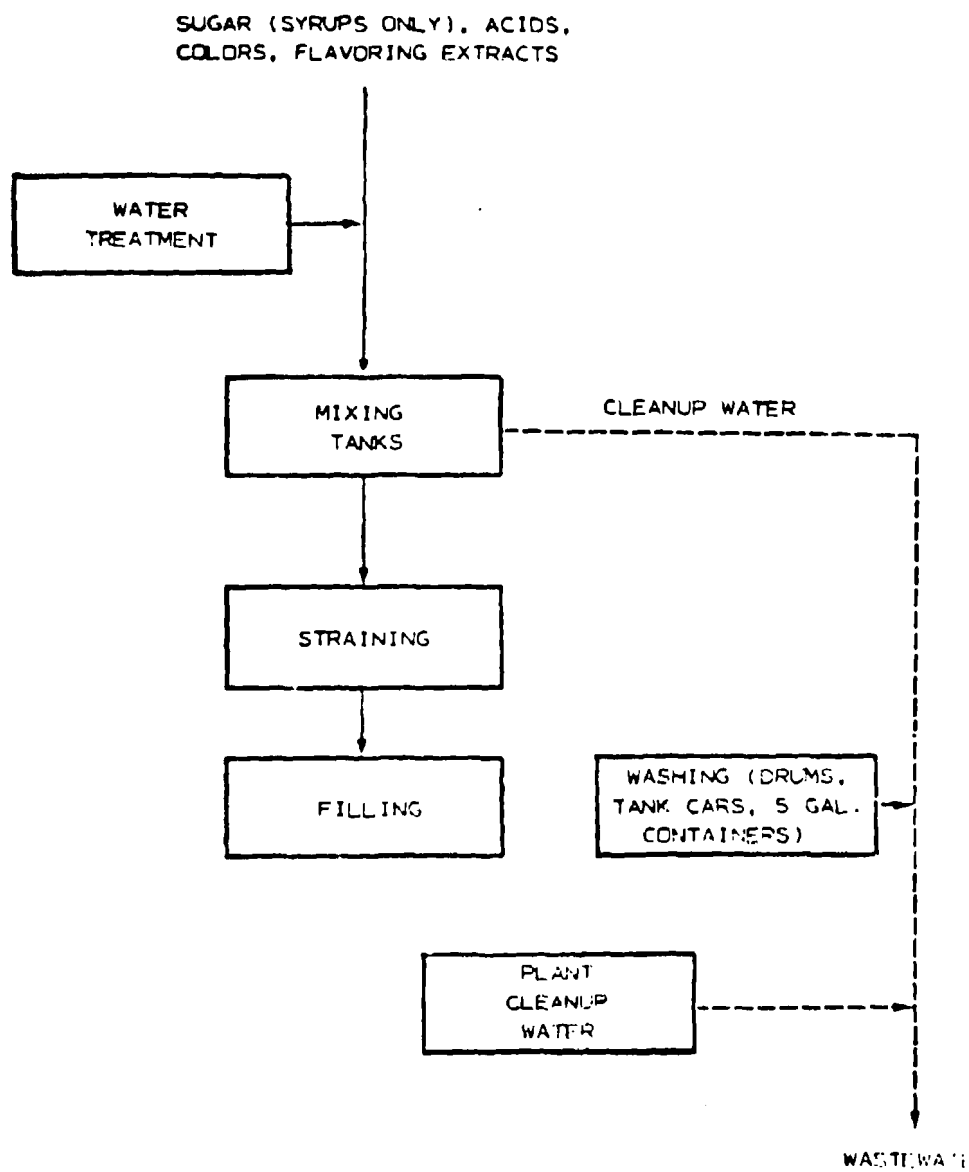 SUGAR (SYRUPS ONLY), ACIDS,
COLORS, FLAVORING EXTRACTS
WATER
TREATMENT
MIXING
TANKS
CLEANUP WATER
STRAINING
FILLING
WASHING (DRUMS,
TANK CARS, 5 GAL.
CONTAINERS)
PLANT
CLEANUP
WATER